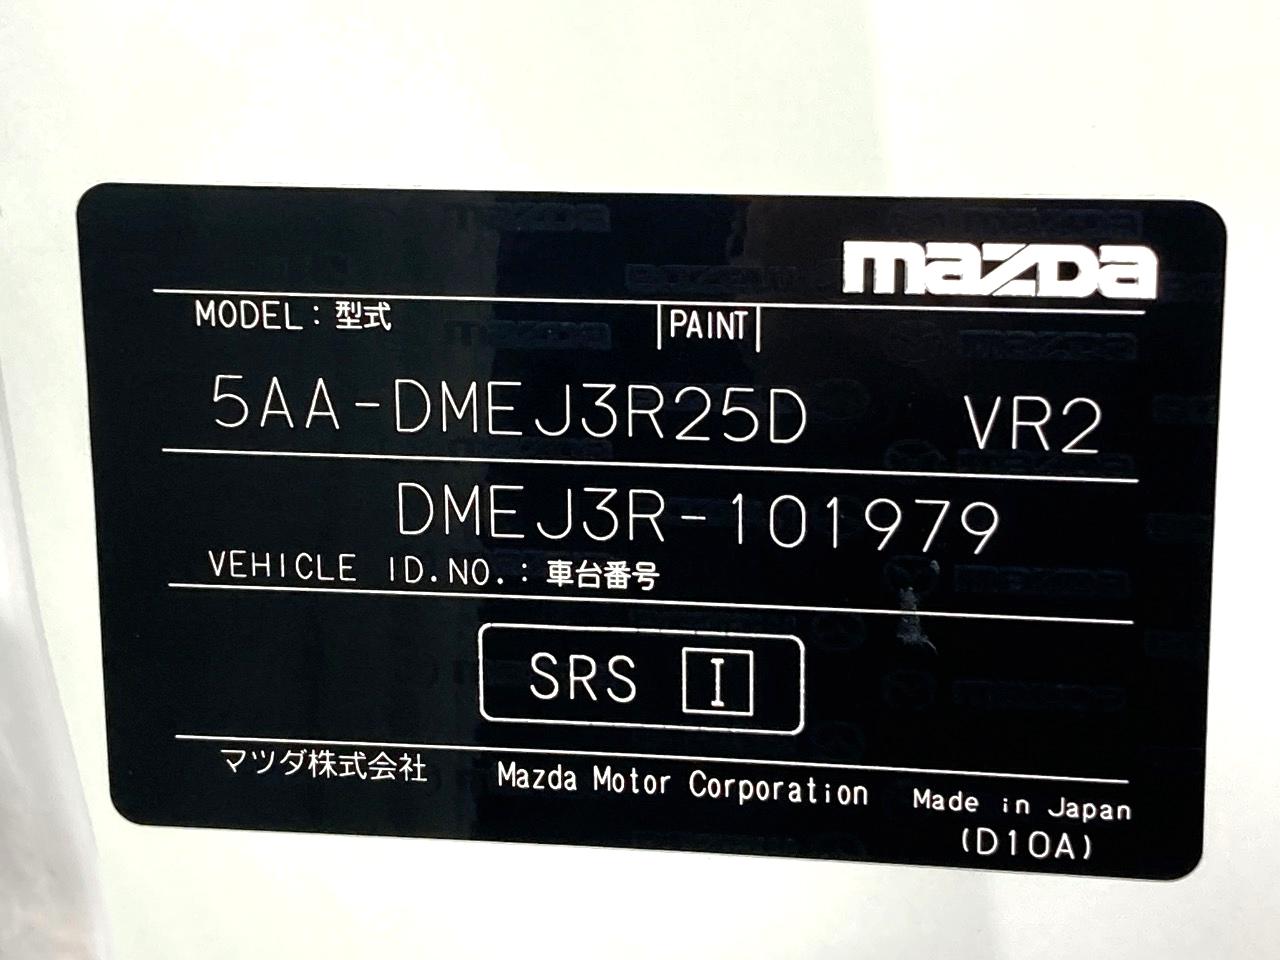 mazda
MODEL : 型式 |PAINT|
5AA-DMEJ3R25D VR2
DMEJ3R-101979
VEHICLE ID.NO. : 車台番号
SRS I
マツダ株式会社 Mazda Motor Corporation Made in Japan
(D10A)